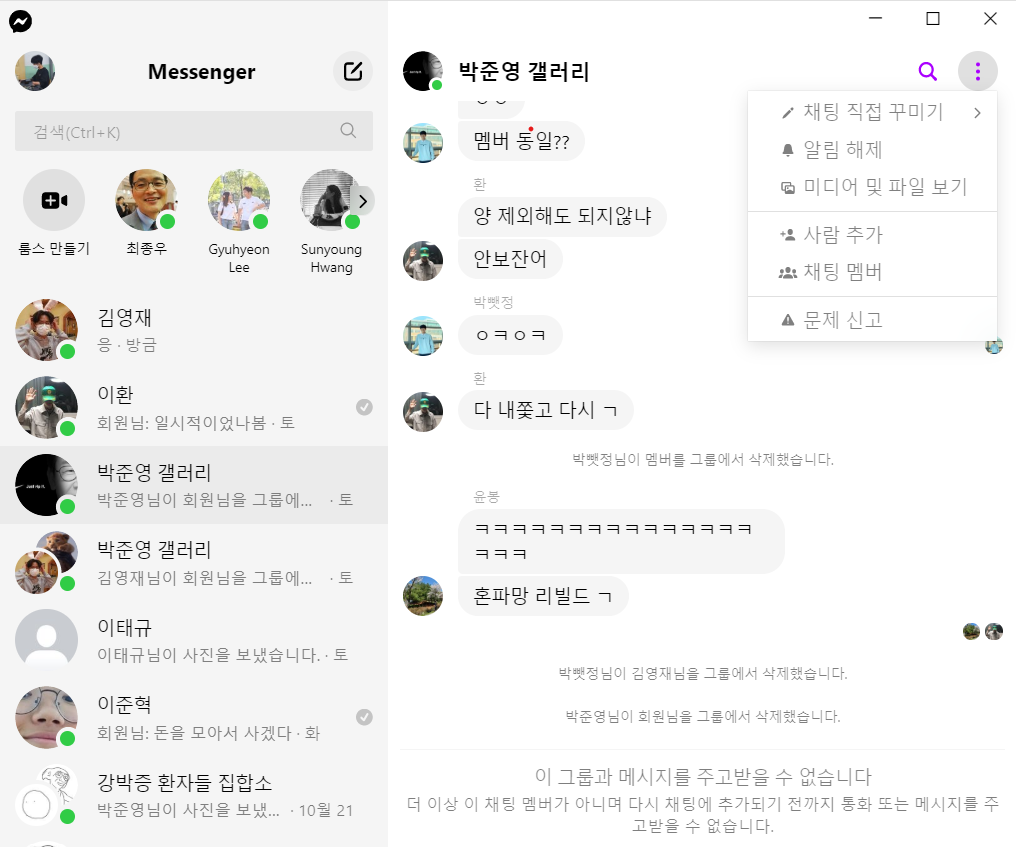 Messenger
검색(Ctrl+K)
룸스 만들기
최종우
Gyuhyeon
Lee
Sunyoung
Hwang
김영재
응 · 방금
이환
회원님: 일시적이었나봄 · 토
박준영 갤러리
박준영님이 회원님을 그룹에... · 토
박준영 갤러리
김영재님이 회원님을 그룹에... · 토
이태규
이태규님이 사진을 보냈습니다. · 토
이준혁
회원님: 돈을 모아서 사겠다 · 화
강박증 환자들 집합소
박준영님이 사진을 보냈... · 10월 21
박준영 갤러리
멤버 동일??
환
양 제외해도 되지않냐
안보잔어
박뺏정
ㅇㅋㅇㅋ
환
다 내쫓고 다시 ㄱ
박뺏정님이 멤버를 그룹에서 삭제했습니다.
윤봉
ㅋㅋㅋㅋㅋㅋㅋㅋㅋㅋㅋㅋㅋㅋㅋ
ㅋㅋㅋ
혼파망 리빌드 ㄱ
박뺏정님이 김영재님을 그룹에서 삭제했습니다.
박준영님이 회원님을 그룹에서 삭제했습니다.
이 그룹과 메시지를 주고받을 수 없습니다
더 이상 이 채팅 멤버가 아니며 다시 채팅에 추가되기 전까지 통화 또는 메시지를 주
고받을 수 없습니다.
채팅 직접 꾸미기
알림 해제
미디어 및 파일 보기
사람 추가
채팅 멤버
문제 신고